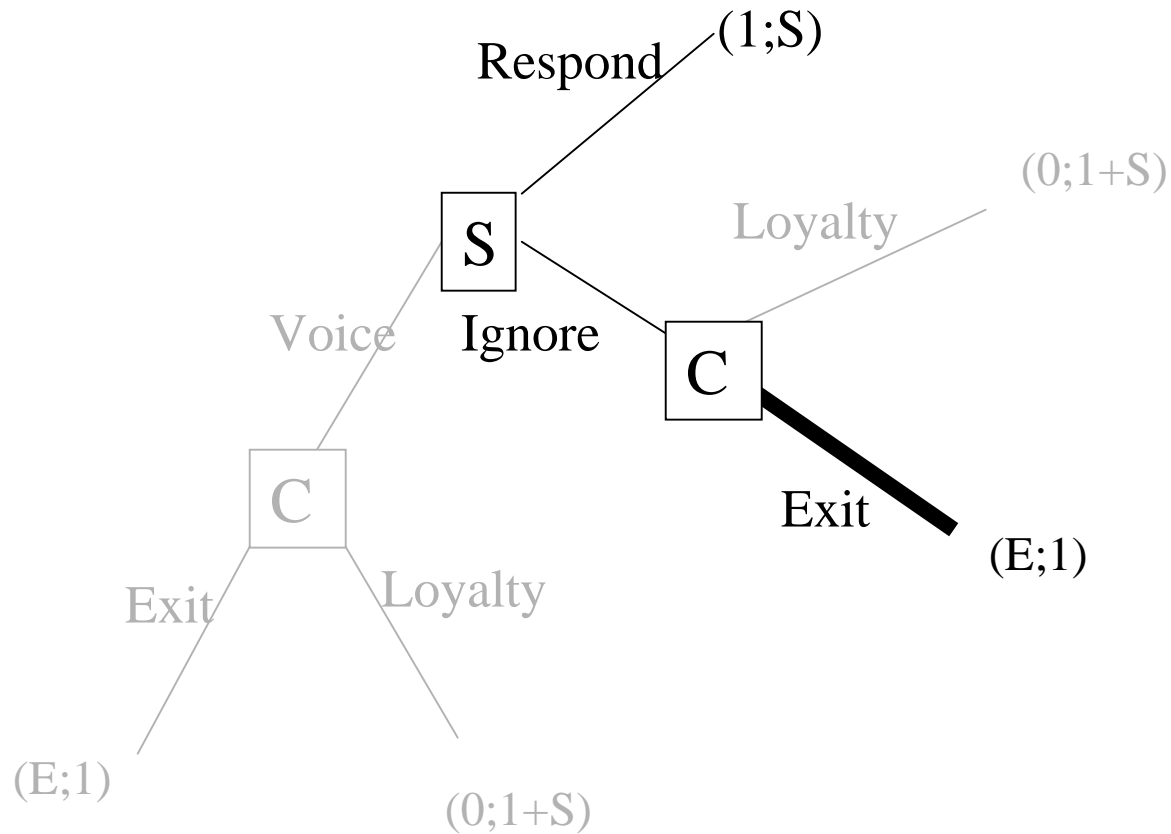 (1;S)
Respond
(0;1+S)
Loyalty
S
Voice
Ignore
C
C
Exit
(E;1)
Exit
Loyalty
(E;1)
(0;1+S)